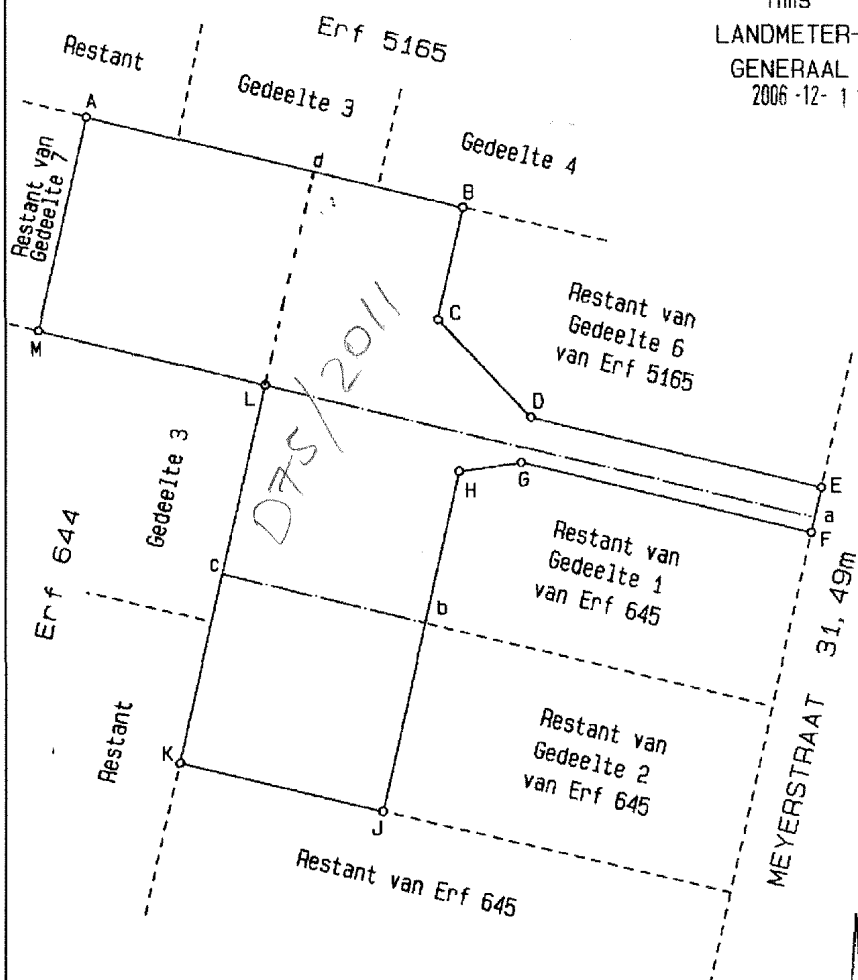 LANDMETER-
GENERAAL
2006-12- 1
Erf 5165
Restant
Gedeelte 3
Gedeelte 4
A
d
B
Restant van
Gedeelte 7
C
Restant van
Gedeelte 6
van Erf 5165
M
L
D
D75/2011
E
a
F
G
H
Gedeelte 3
Erf 644
Restant van
Gedeelte 1
van Erf 645
31, 49m
c
b
Restant
Restant van
Gedeelte 2
van Erf 645
MEYERSTRAAT
K
J
Restant van Erf 645